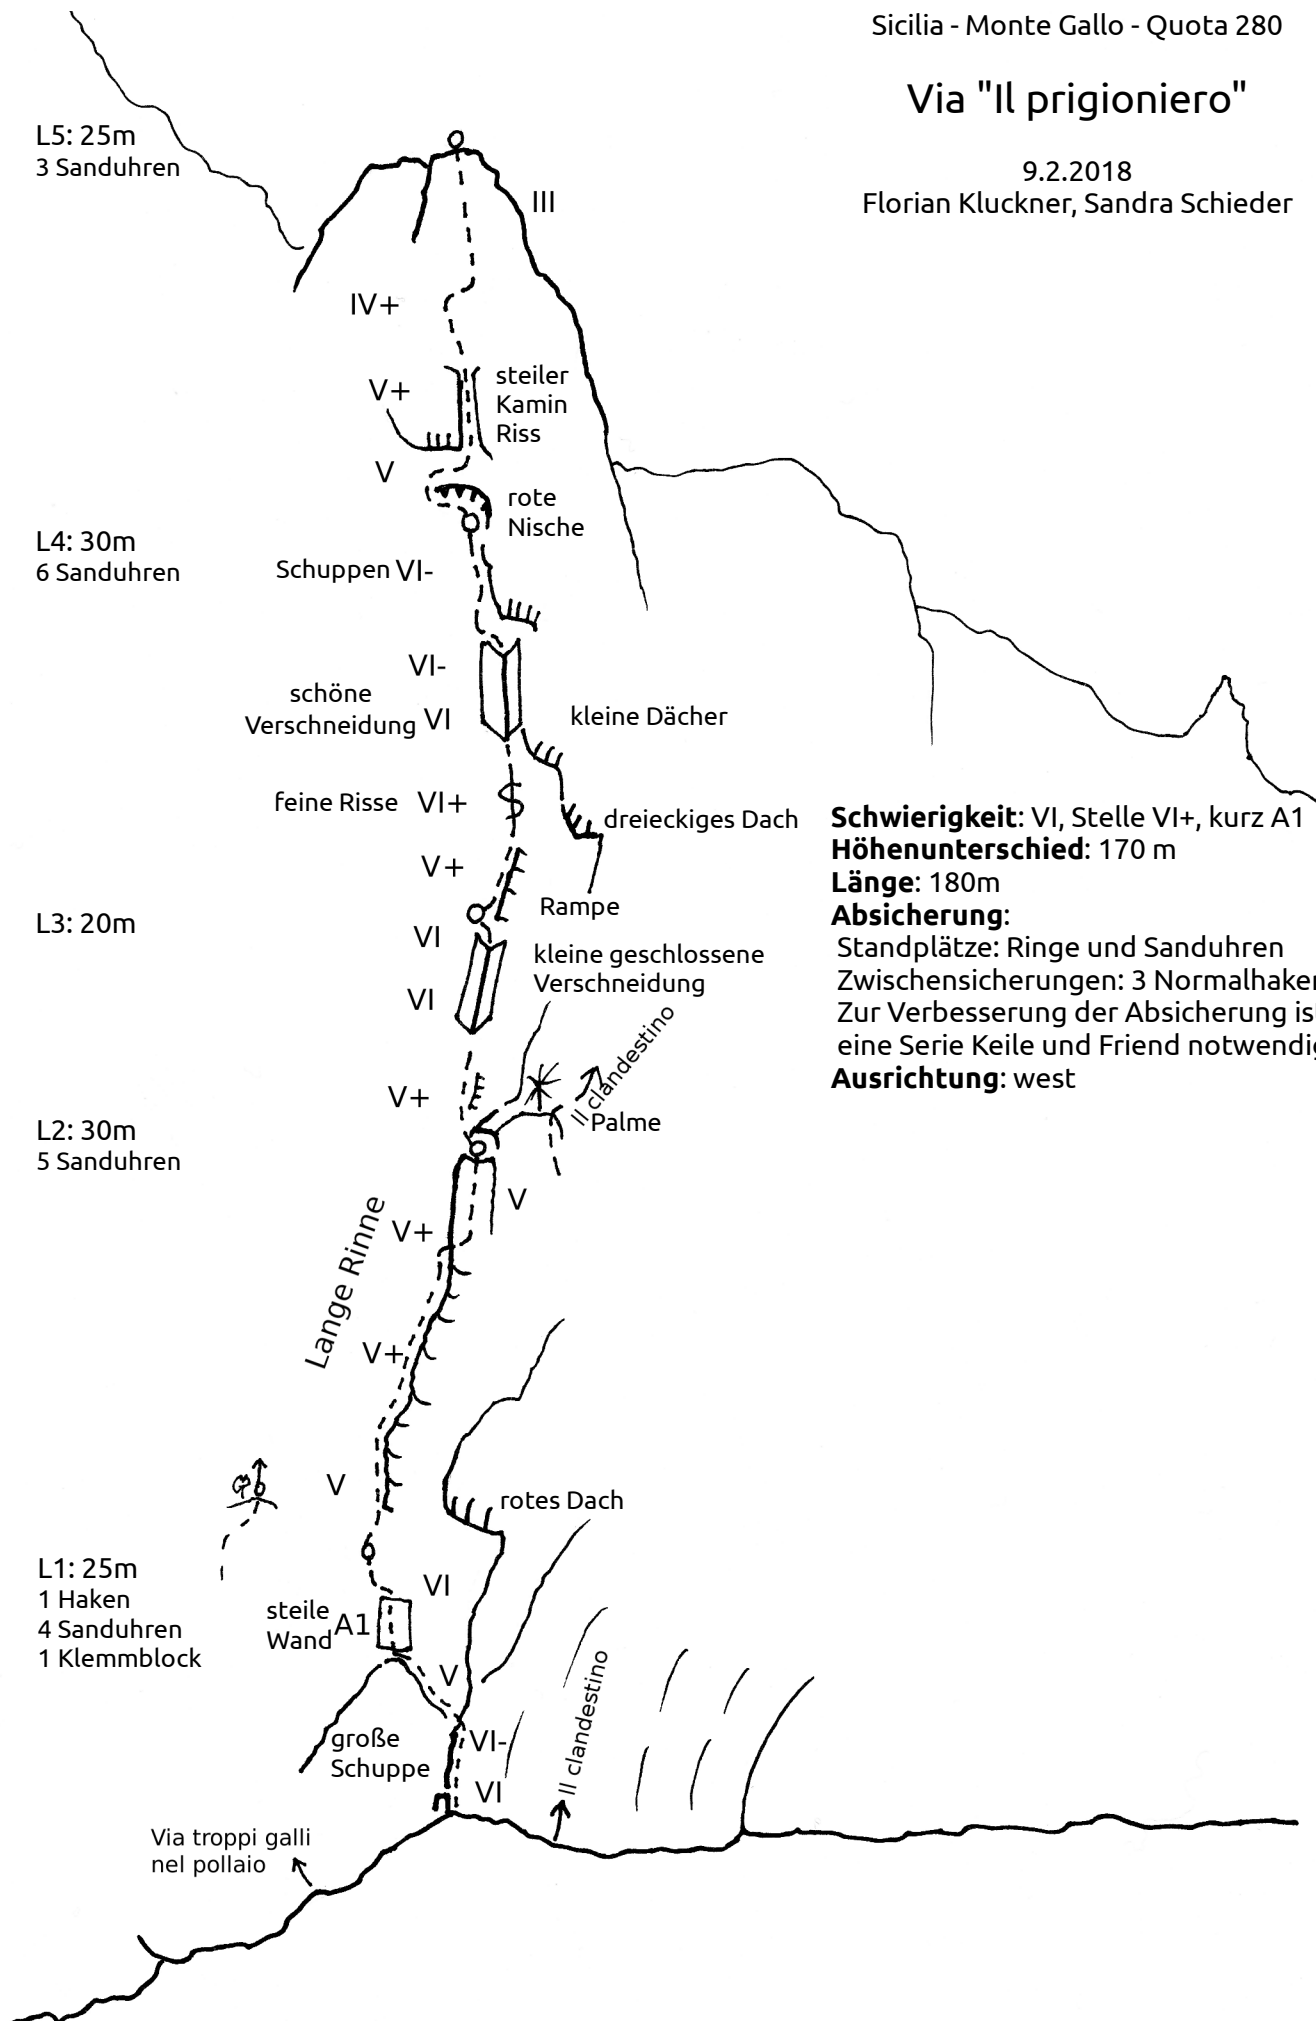 Sicilia - Monte Gallo - Quota 280
Via "Il prigioniero"
9.2.2018
Florian Kluckner, Sandra Schieder
L5: 25m
3 Sanduhren
III
IV+
V+
steiler
Kamin
Riss
V
rote
Nische
L4: 30m
6 Sanduhren
Schuppen VI-
VI-
schöne
Verschneidung VI
kleine Dächer
feine Risse VI+
dreieckiges Dach
V+
Rampe
L3: 20m
VI
kleine geschlossene
Verschneidung
VI
Schwierigkeit: VI, Stelle VI+, kurz A1
Höhenunterschied: 170 m
Länge: 180m
Absicherung:
Standplätze: Ringe und Sanduhren
Zwischensicherungen: 3 Normalhaken
Zur Verbesserung der Absicherung is
eine Serie Keile und Friend notwendig
Ausrichtung: west
Il clandestino
V+
Palme
L2: 30m
5 Sanduhren
V
V+
Lange Rinne
V+
V
rotes Dach
L1: 25m
1 Haken
4 Sanduhren
1 Klemmblock
VI
steile
Wand A1
V
große
Schuppe
VI-
VI
Il clandestino
Via troppi galli
nel pollaio